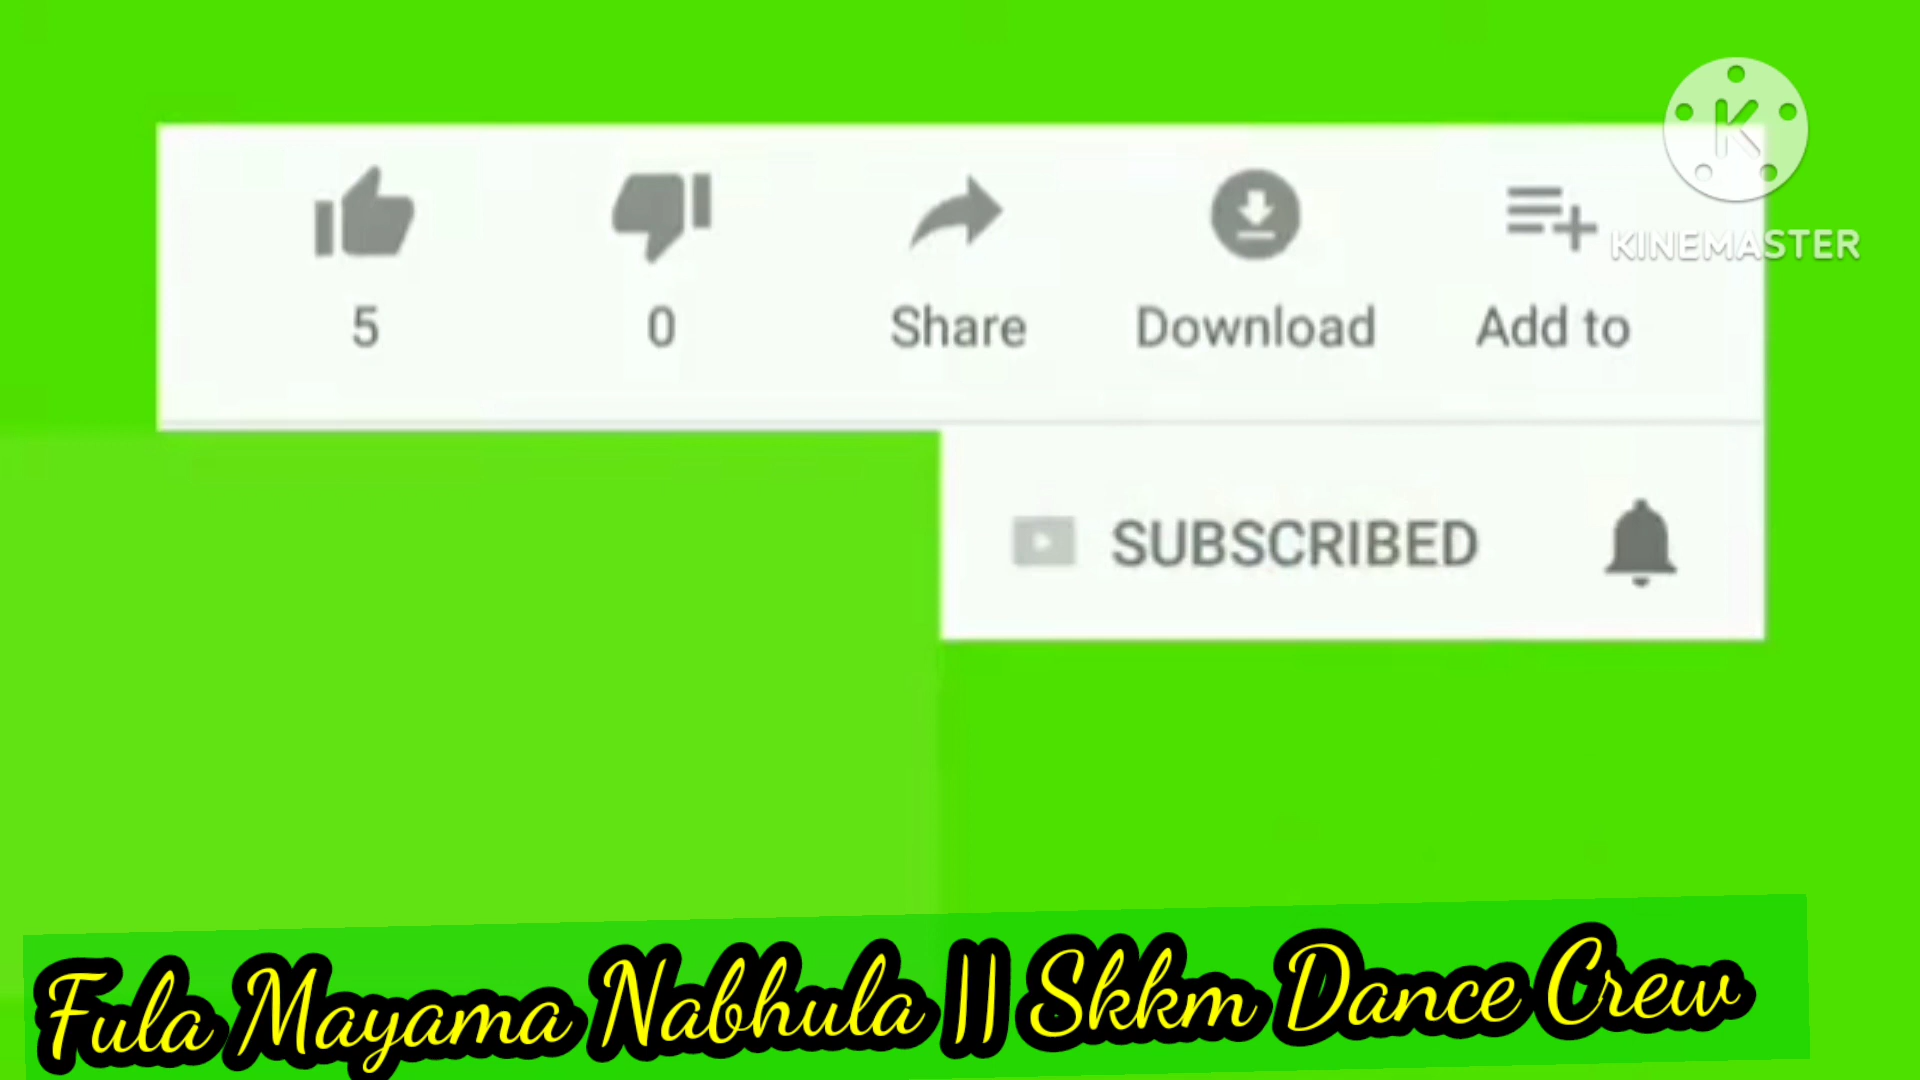 KINEMASTER
5 0 Share Download Add to
SUBSCRIBED
Fula Mayama Nabhula || Skkm Dance Crew